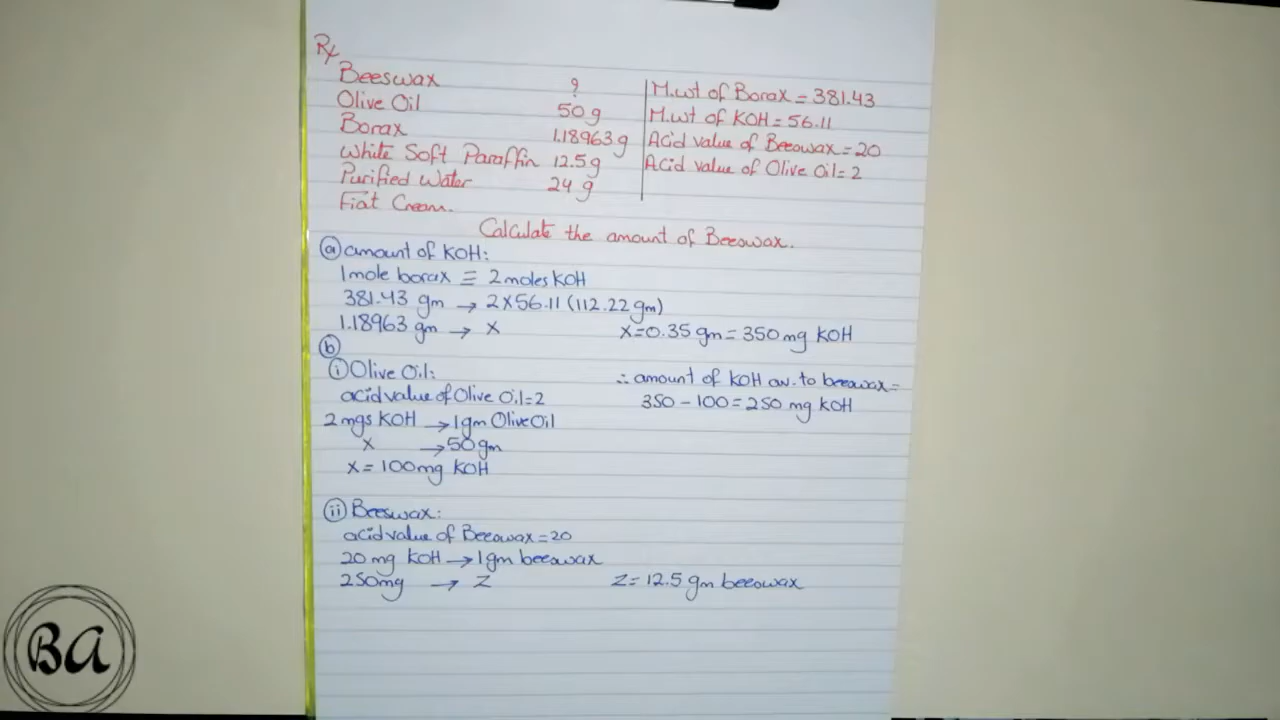 Rx
Beeswax ?
Olive Oil 50 g
Borax 1.18963 g
White Soft Paraffin 12.5 g
Purified Water 24 g
Fiat Cream.
M.wt of Borax = 381.43
M.wt of KOH = 56.11
Acid value of Beeswax = 20
Acid value of Olive Oil = 2
Calculate the amount of Beeswax.
(a) amount of KOH:
1 mole borax ≡ 2 moles KOH
381.43 gm → 2 X 56.11 (112.22 gm)
1.18963 gm → X X = 0.35 gm = 350 mg KOH
(b)
(i) Olive Oil:
acid value of Olive Oil = 2
2 mgs KOH → 1 gm Olive Oil
X → 50 gm
X = 100 mg KOH
∴ amount of KOH av. to beeswax =
350 – 100 = 250 mg KOH
(ii) Beeswax:
acid value of Beeswax = 20
20 mg KOH → 1 gm beeswax
250 mg → Z Z = 12.5 gm beeswax
BA